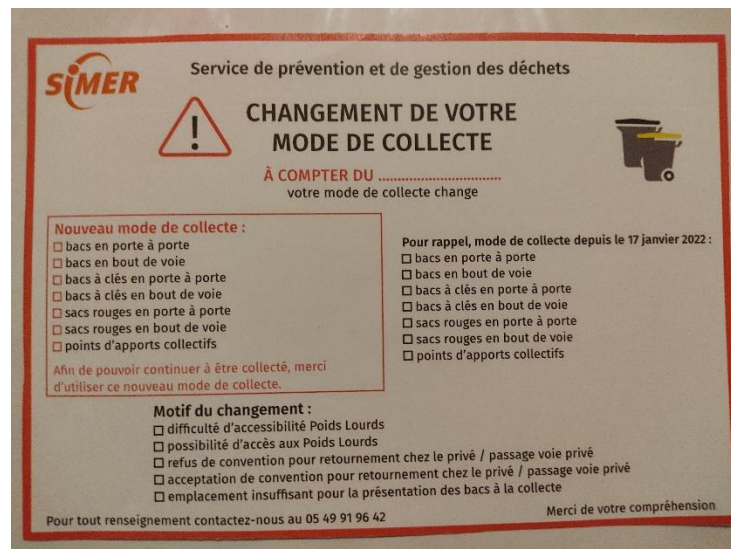 SIMER
Service de prévention et de gestion des déchets
CHANGEMENT DE VOTRE
MODE DE COLLECTE
À COMPTER DU ................................
votre mode de collecte change
Nouveau mode de collecte :
bacs en porte à porte
bacs en bout de voie
bacs à clés en porte à porte
bacs à clés en bout de voie
sacs rouges en porte à porte
sacs rouges en bout de voie
points d'apports collectifs
Afin de pouvoir continuer à être collecté, merci
d'utiliser ce nouveau mode de collecte.
Pour rappel, mode de collecte depuis le 17 janvier 2022 :
bacs en porte à porte
bacs en bout de voie
bacs à clés en porte à porte
bacs à clés en bout de voie
sacs rouges en porte à porte
sacs rouges en bout de voie
points d'apports collectifs
Motif du changement :
difficulté d'accessibilité Poids Lourds
possibilité d'accès aux Poids Lourds
refus de convention pour retournement chez le privé / passage voie privé
acceptation de convention pour retournement chez le privé / passage voie privé
emplacement insuffisant pour la présentation des bacs à la collecte
Pour tout renseignement contactez-nous au 05 49 91 96 42
Merci de votre compréhension